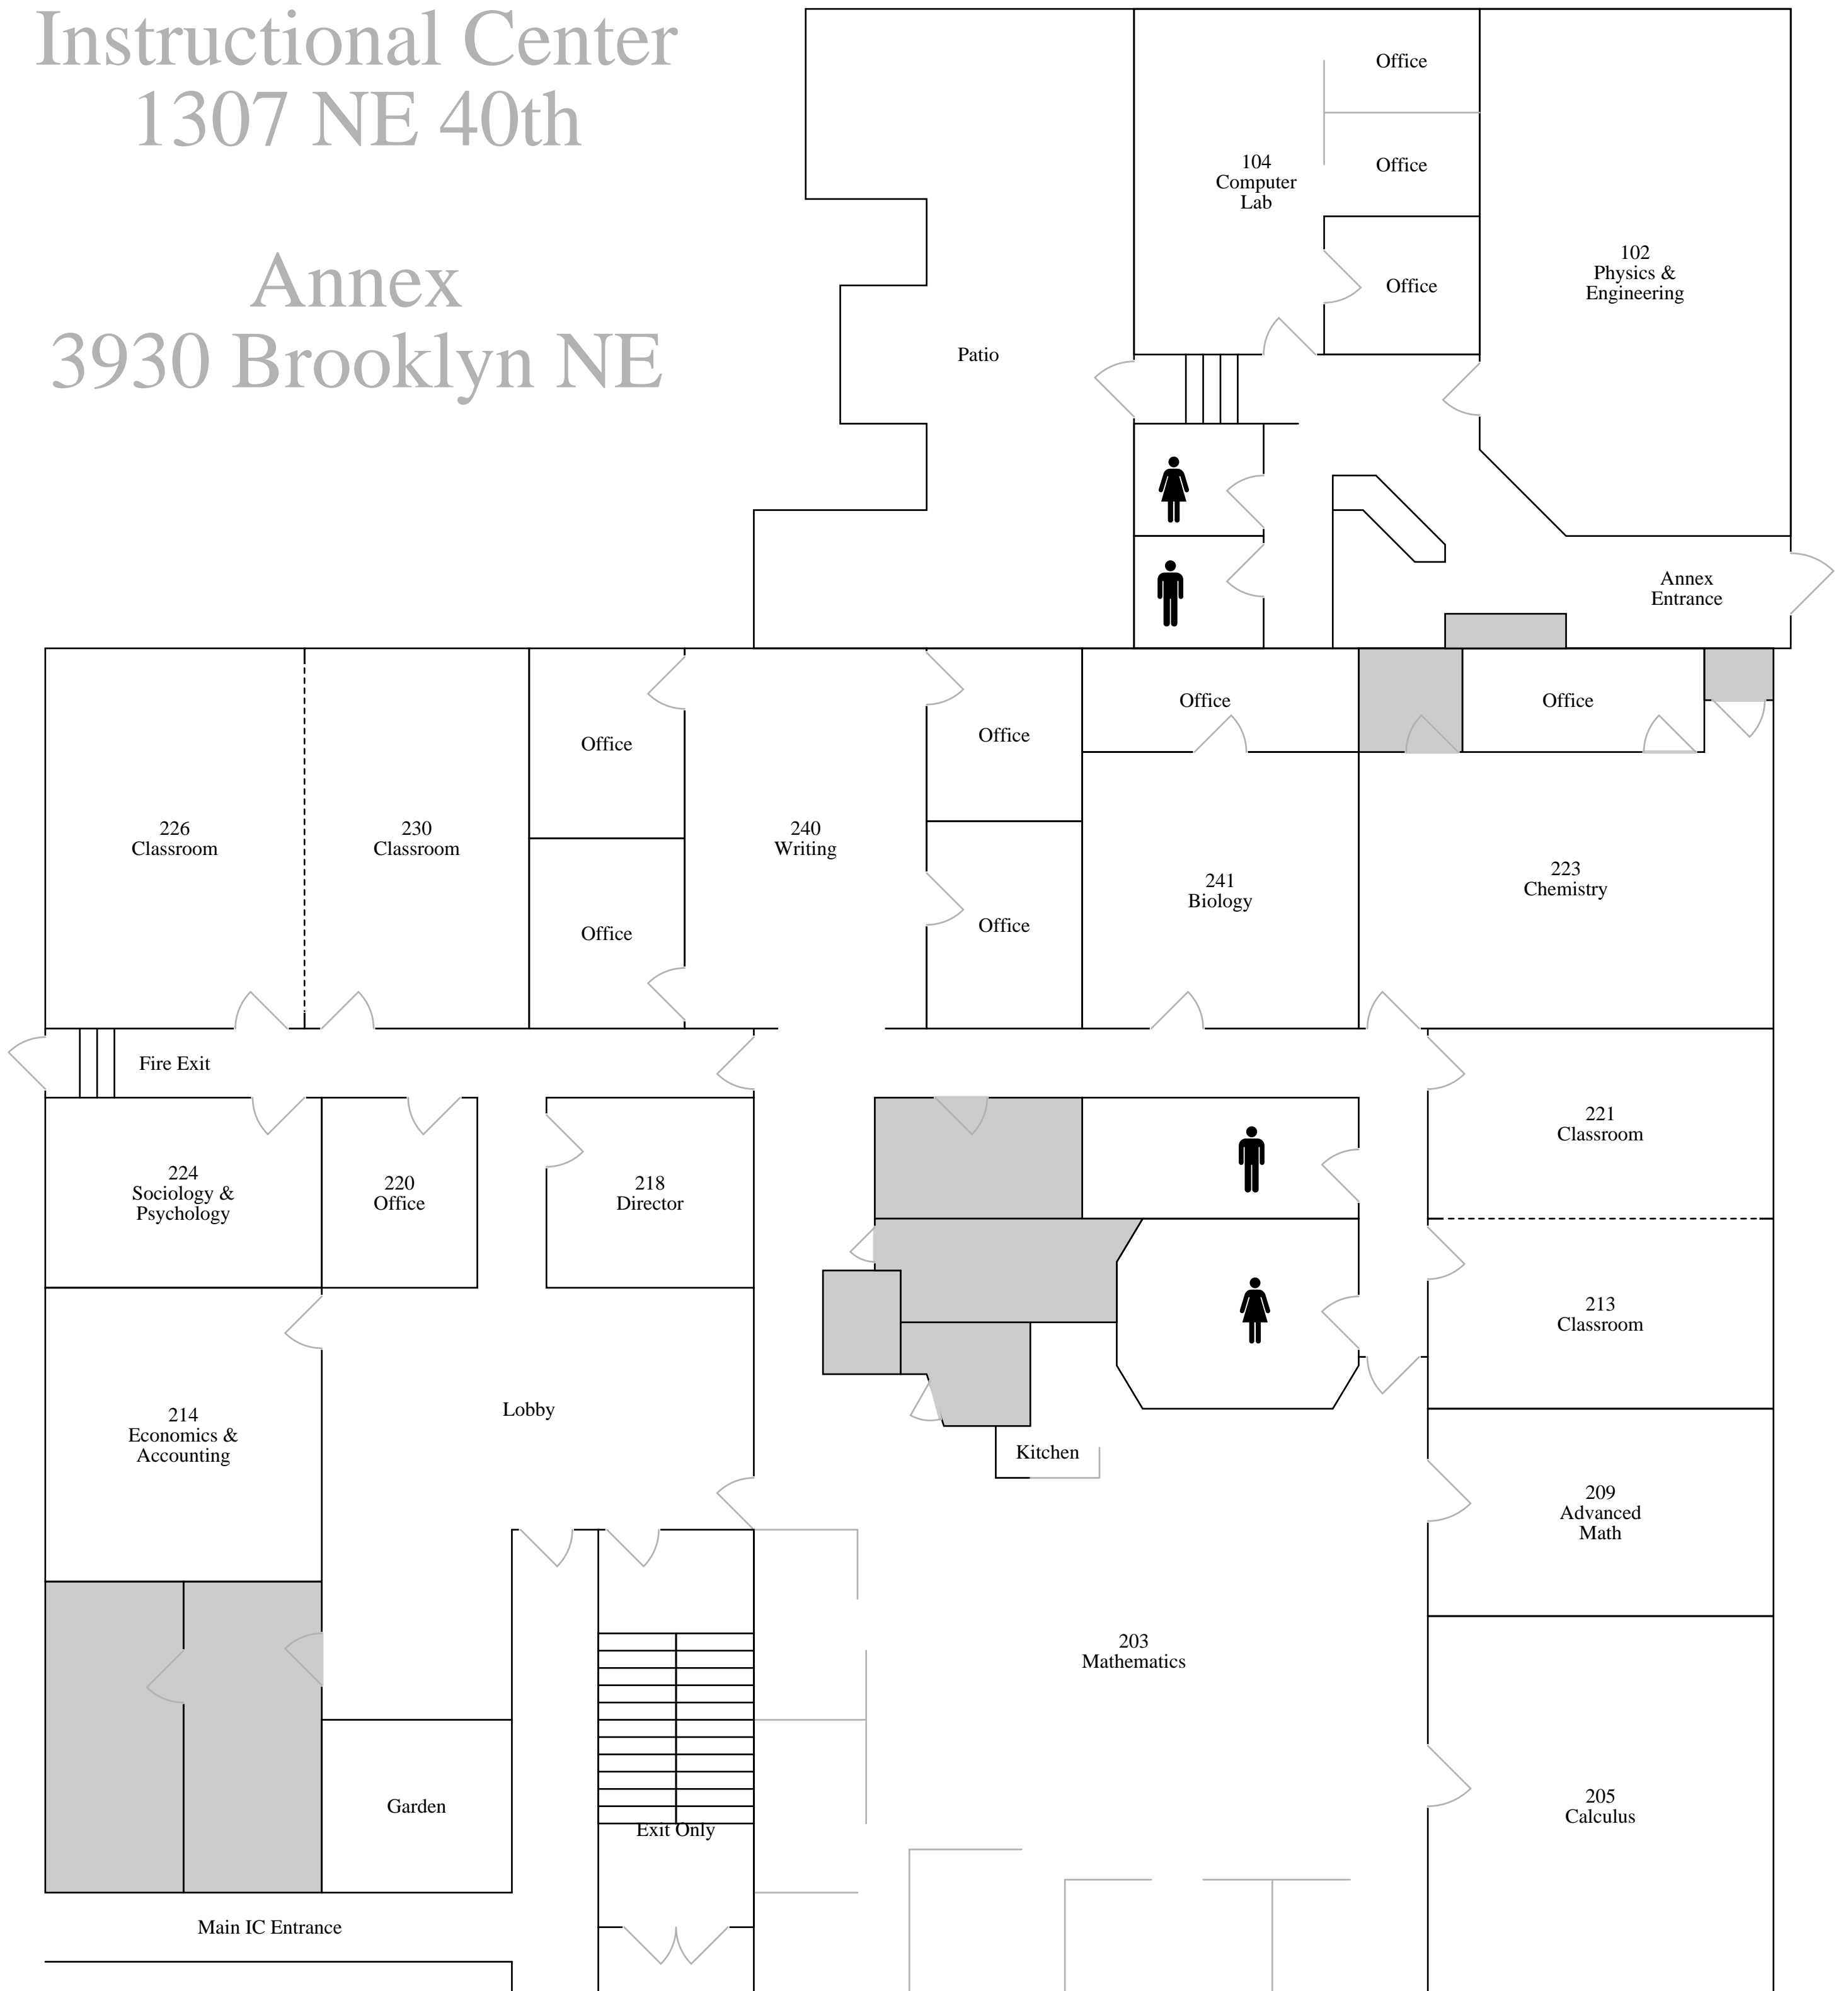 Instructional Center
1307 NE 40th
Annex
3930 Brooklyn NE
Office
104
Computer
Lab
Office
102
Physics &
Engineering
Office
Patio
Annex
Entrance
Office
Office
Office
Office
226
Classroom
230
Classroom
240
Writing
241
Biology
223
Chemistry
Office
Office
Fire Exit
221
Classroom
224
Sociology &
Psychology
220
Office
218
Director
213
Classroom
214
Economics &
Accounting
Lobby
Kitchen
209
Advanced
Math
203
Mathematics
Garden
Exit Only
205
Calculus
Main IC Entrance